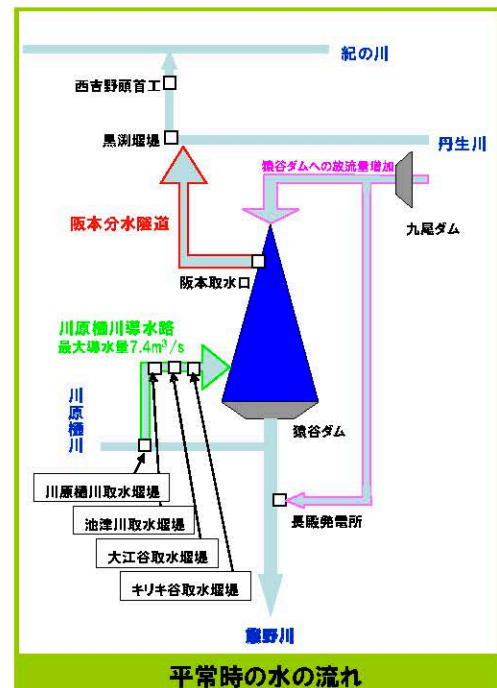 紀の川
西吉野頭首工
黒渕堰堤
丹生川
猿谷ダムへの放流量増加
九尾ダム
阪本分水隧道
阪本取水口
川原樋川導水路
最大導水量7.4m³/s
川原樋川
猿谷ダム
川原樋川取水堰堤
池津川取水堰堤
長殿発電所
大江谷取水堰堤
キリキ谷取水堰堤
熊野川
平常時の水の流れ